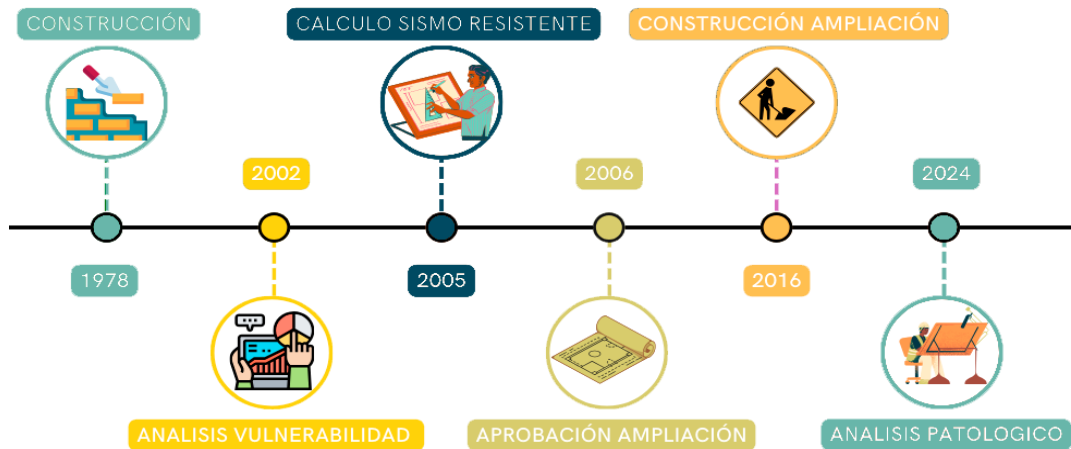 CONSTRUCCIÓN
CALCULO SISMO RESISTENTE
CONSTRUCCIÓN AMPLIACIÓN
2002
2006
2024
1978
2005
2016
ANALISIS VULNERABILIDAD
APROBACIÓN AMPLIACIÓN
ANALISIS PATOLOGICO